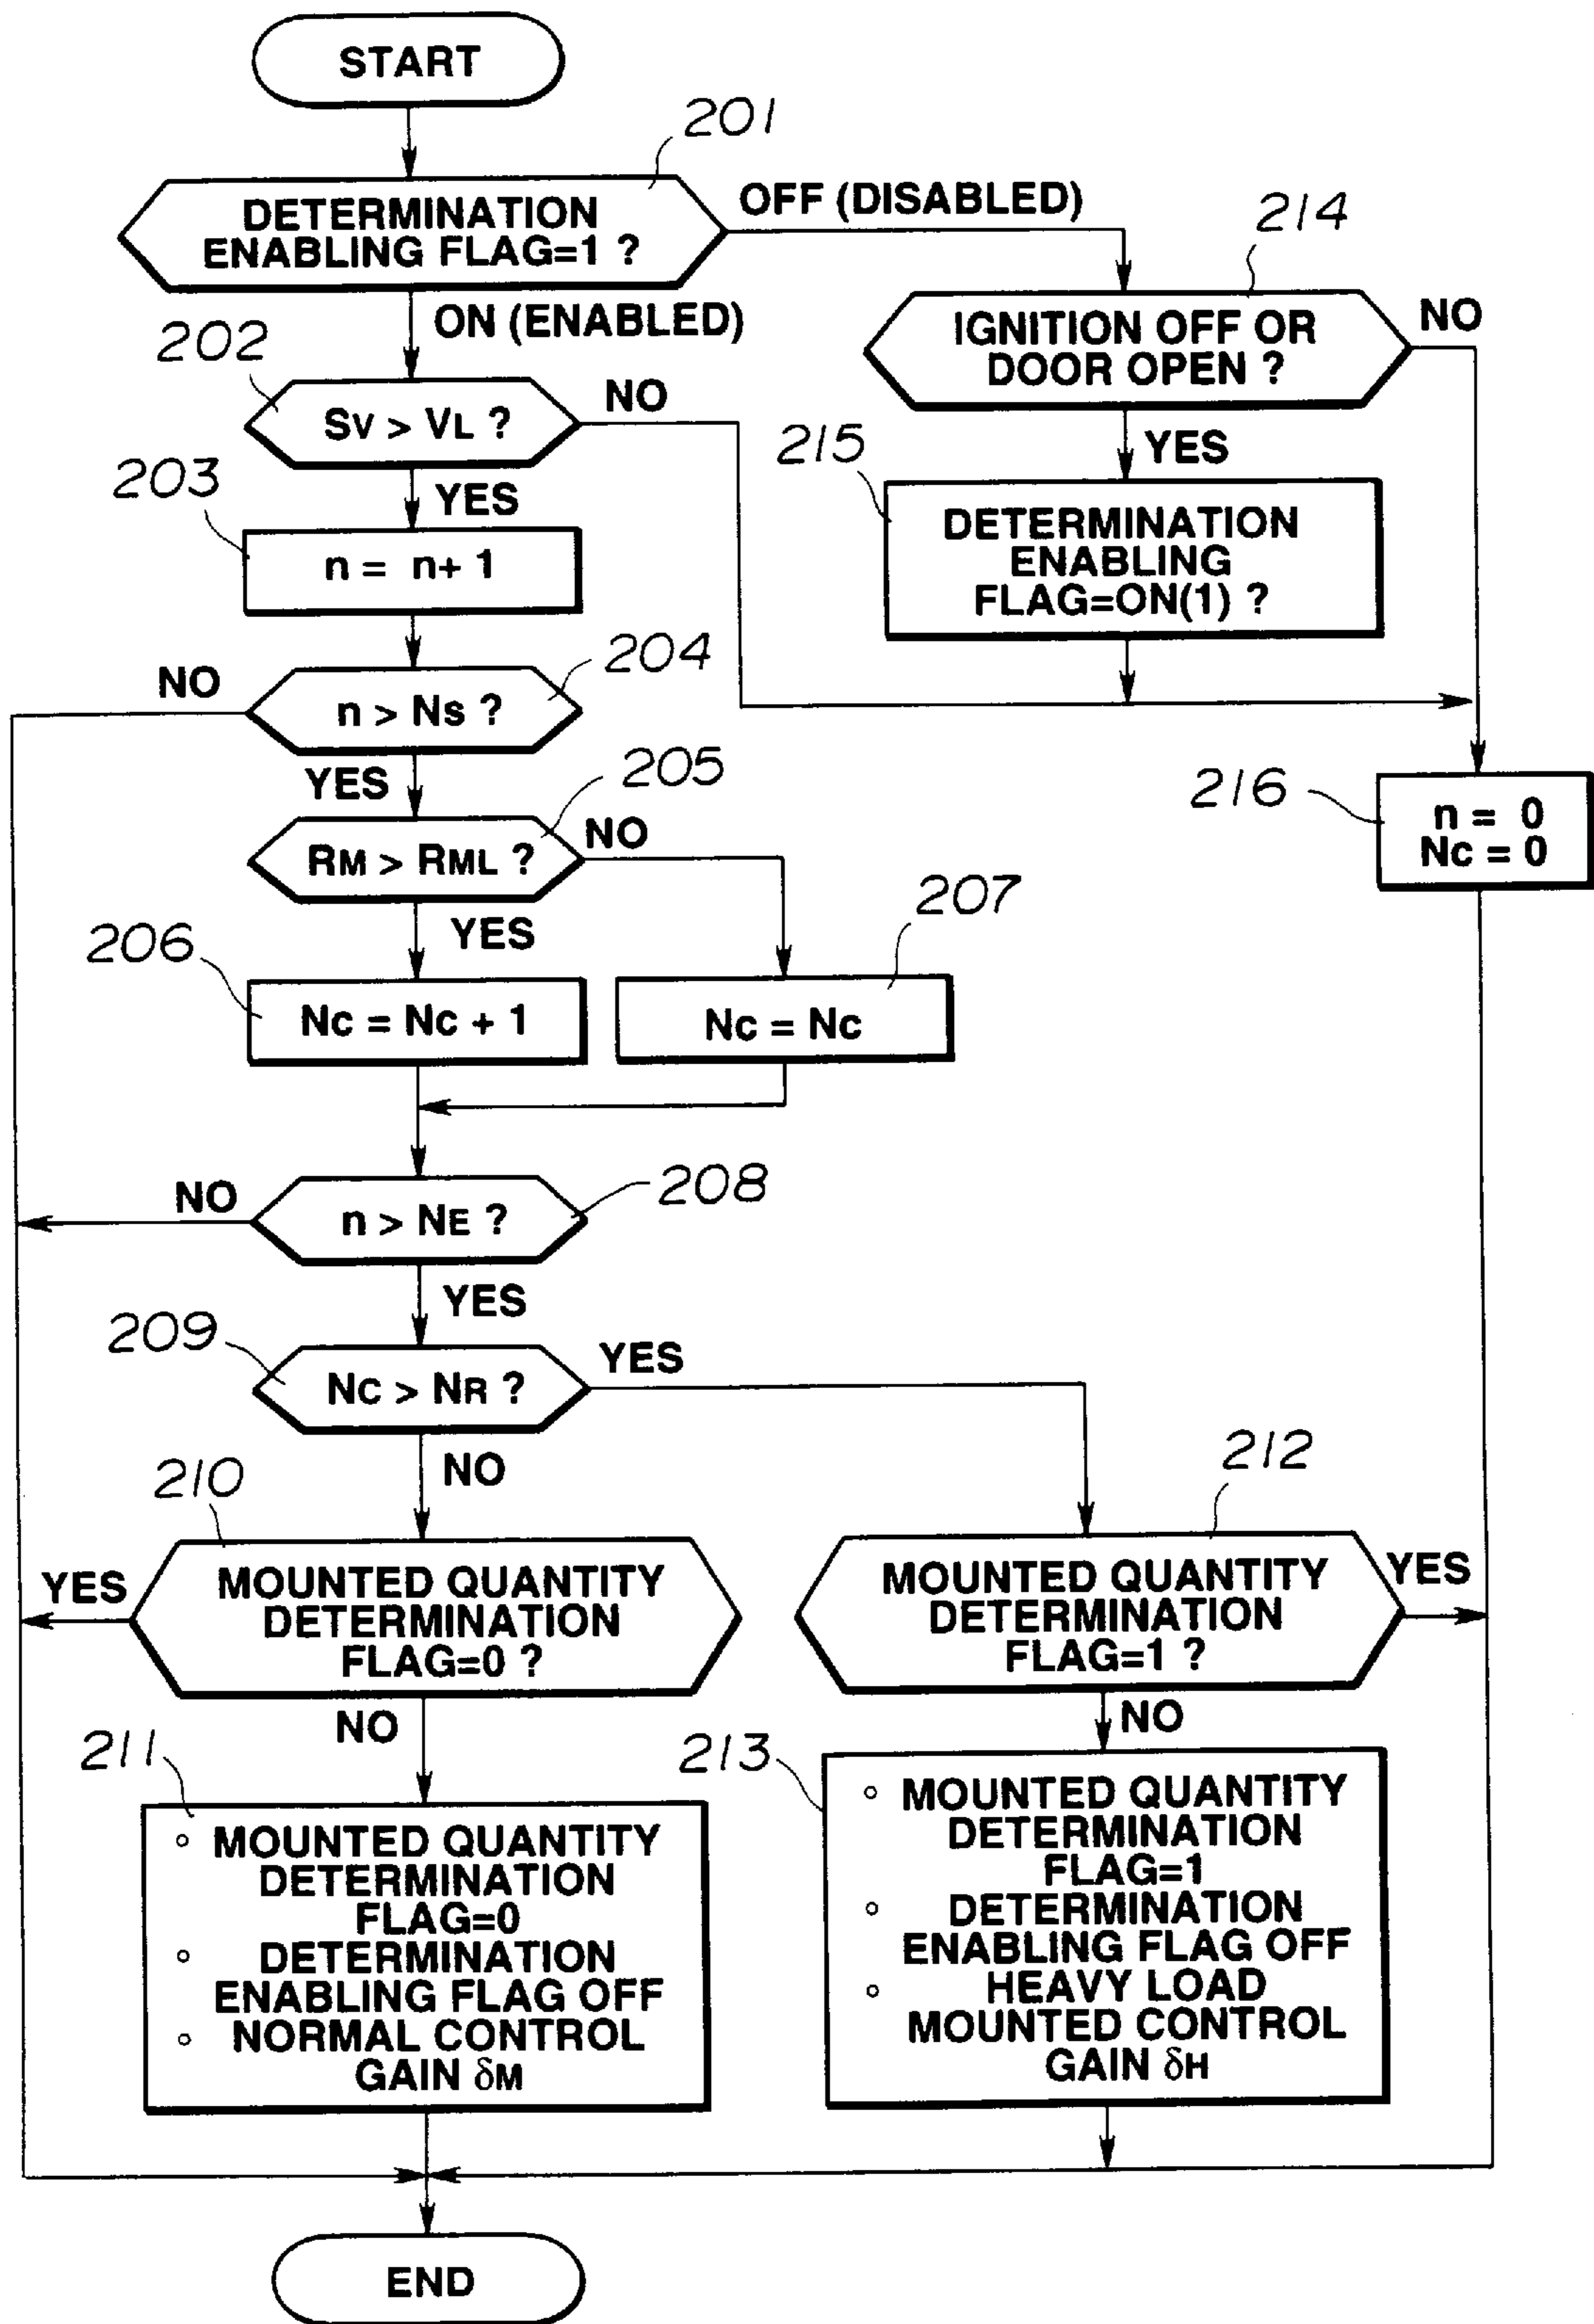 START
201
DETERMINATION
ENABLING FLAG=1 ?
OFF (DISABLED)
ON (ENABLED)
214
IGNITION OFF OR
DOOR OPEN ?
NO
YES
202
SV > VL ?
NO
YES
215
DETERMINATION
ENABLING
FLAG=ON(1) ?
203
n = n+ 1
204
n > NS ?
NO
YES
216
n = 0
NC = 0
205
RM > RML ?
NO
YES
206
NC = NC + 1
207
NC = NC
208
n > NE ?
NO
YES
209
NC > NR ?
YES
NO
210
MOUNTED QUANTITY
DETERMINATION
FLAG=0 ?
YES
NO
212
MOUNTED QUANTITY
DETERMINATION
FLAG=1 ?
YES
NO
211
○ MOUNTED QUANTITY
DETERMINATION
FLAG=0
○ DETERMINATION
ENABLING FLAG OFF
○ NORMAL CONTROL
GAIN δM
213
○ MOUNTED QUANTITY
DETERMINATION
FLAG=1
○ DETERMINATION
ENABLING FLAG OFF
○ HEAVY LOAD
MOUNTED CONTROL
GAIN δH
END